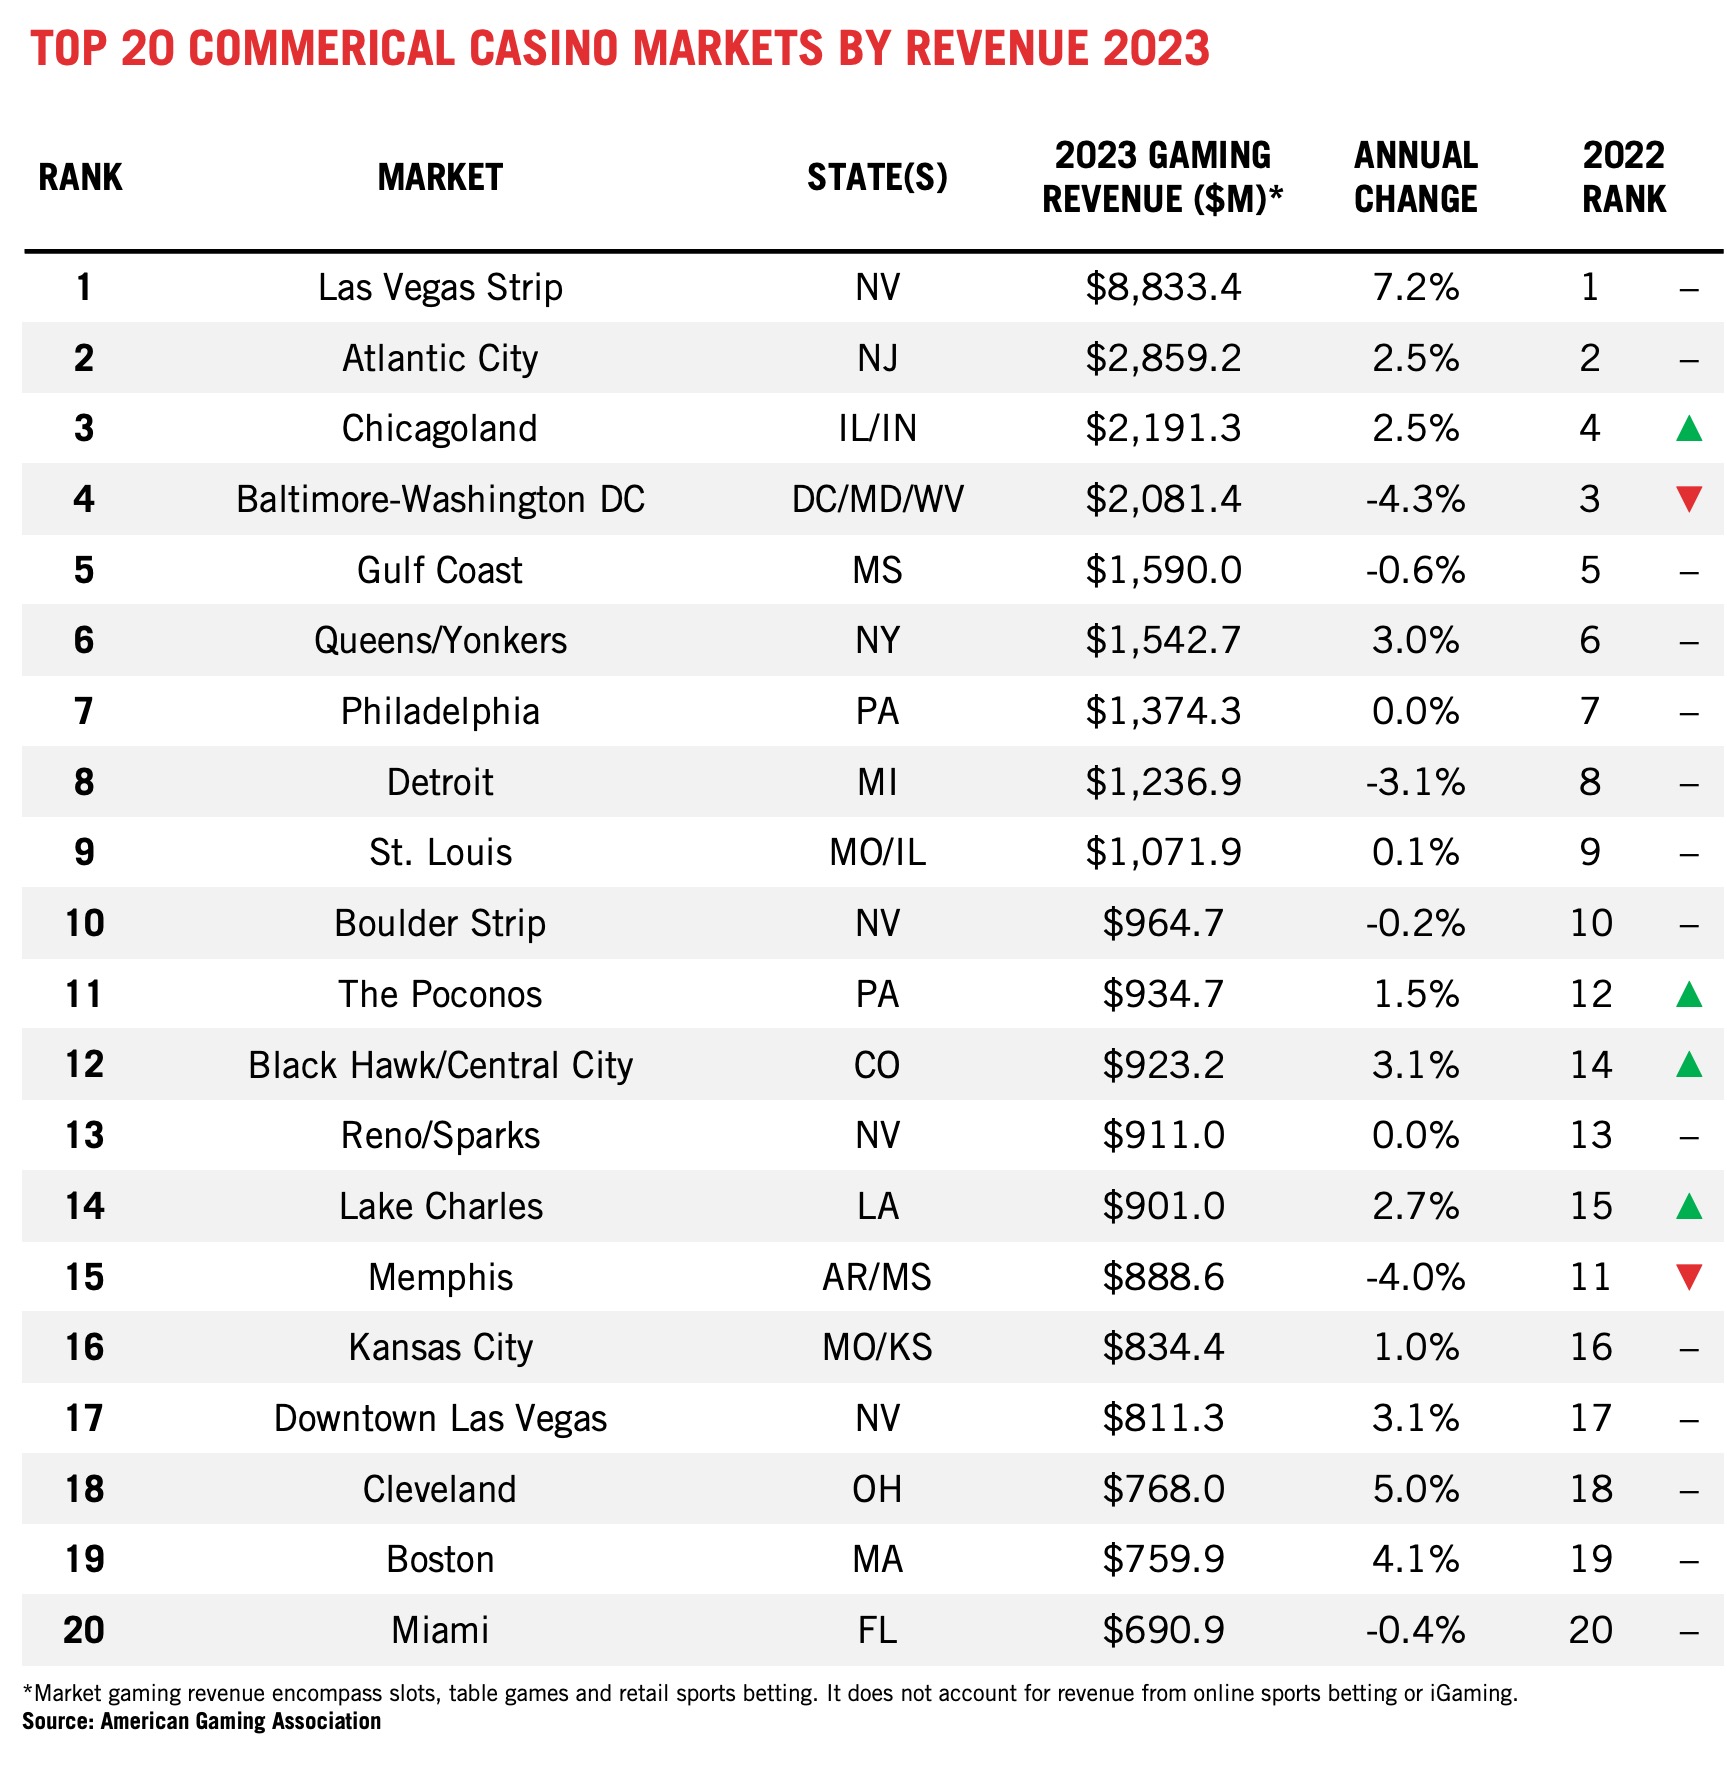 TOP 20 COMMERICAL CASINO MARKETS BY REVENUE 2023
RANK MARKET STATE(S) 2023 GAMING REVENUE ($M)* ANNUAL CHANGE 2022 RANK
1 Las Vegas Strip NV $8,833.4 7.2% 1 –
2 Atlantic City NJ $2,859.2 2.5% 2 –
3 Chicagoland IL/IN $2,191.3 2.5% 4 ▲
4 Baltimore-Washington DC DC/MD/WV $2,081.4 -4.3% 3 ▼
5 Gulf Coast MS $1,590.0 -0.6% 5 –
6 Queens/Yonkers NY $1,542.7 3.0% 6 –
7 Philadelphia PA $1,374.3 0.0% 7 –
8 Detroit MI $1,236.9 -3.1% 8 –
9 St. Louis MO/IL $1,071.9 0.1% 9 –
10 Boulder Strip NV $964.7 -0.2% 10 –
11 The Poconos PA $934.7 1.5% 12 ▲
12 Black Hawk/Central City CO $923.2 3.1% 14 ▲
13 Reno/Sparks NV $911.0 0.0% 13 –
14 Lake Charles LA $901.0 2.7% 15 ▲
15 Memphis AR/MS $888.6 -4.0% 11 ▼
16 Kansas City MO/KS $834.4 1.0% 16 –
17 Downtown Las Vegas NV $811.3 3.1% 17 –
18 Cleveland OH $768.0 5.0% 18 –
19 Boston MA $759.9 4.1% 19 –
20 Miami FL $690.9 -0.4% 20 –
*Market gaming revenue encompass slots, table games and retail sports betting. It does not account for revenue from online sports betting or iGaming.
Source: American Gaming Association